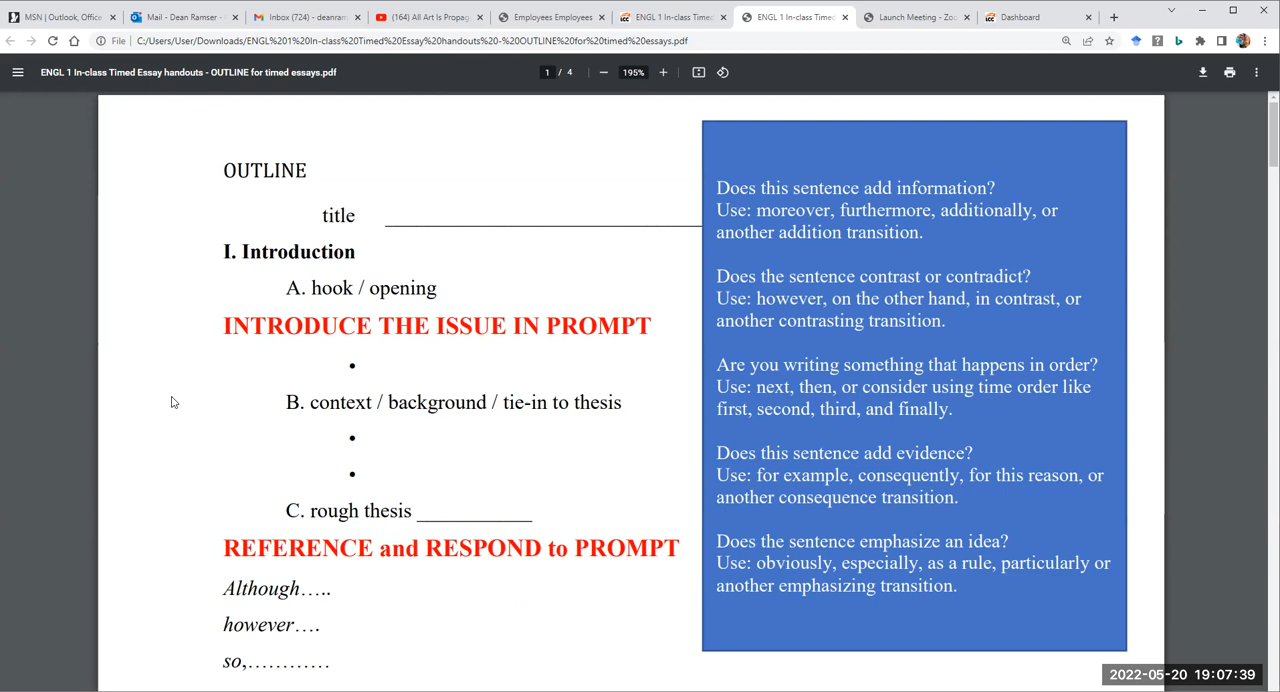 MSN | Outlook, Office
Mail - Dean Ramser -
Inbox (724) - deanram
(164) All Art Is Propag
Employees Employees
ENGL 1 In-class Timed
ENGL 1 In-class Timed
Launch Meeting - Zoo
Dashboard
File C:/Users/User/Downloads/ENGL%201%20In-class%20Timed%20Essay%20handouts%20-%20OUTLINE%20for%20timed%20essays.pdf
ENGL 1 In-class Timed Essay handouts - OUTLINE for timed essays.pdf
1 / 4
195%
OUTLINE
title
I. Introduction
A. hook / opening
INTRODUCE THE ISSUE IN PROMPT
•
B. context / background / tie-in to thesis
•
•
C. rough thesis ___________
REFERENCE and RESPOND to PROMPT
Although…..
however….
so,…………
Does this sentence add information?
Use: moreover, furthermore, additionally, or
another addition transition.
Does the sentence contrast or contradict?
Use: however, on the other hand, in contrast, or
another contrasting transition.
Are you writing something that happens in order?
Use: next, then, or consider using time order like
first, second, third, and finally.
Does this sentence add evidence?
Use: for example, consequently, for this reason, or
another consequence transition.
Does the sentence emphasize an idea?
Use: obviously, especially, as a rule, particularly or
another emphasizing transition.
2022-05-20 19:07:39